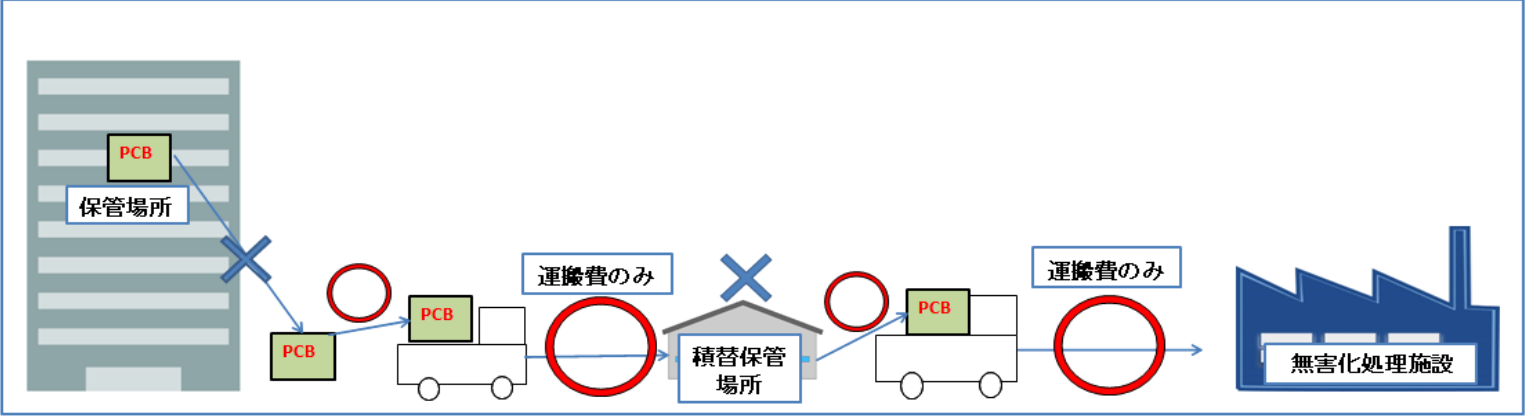 PCB
保管場所
PCB
PCB
運搬費のみ
積替保管
場所
PCB
運搬費のみ
無害化処理施設